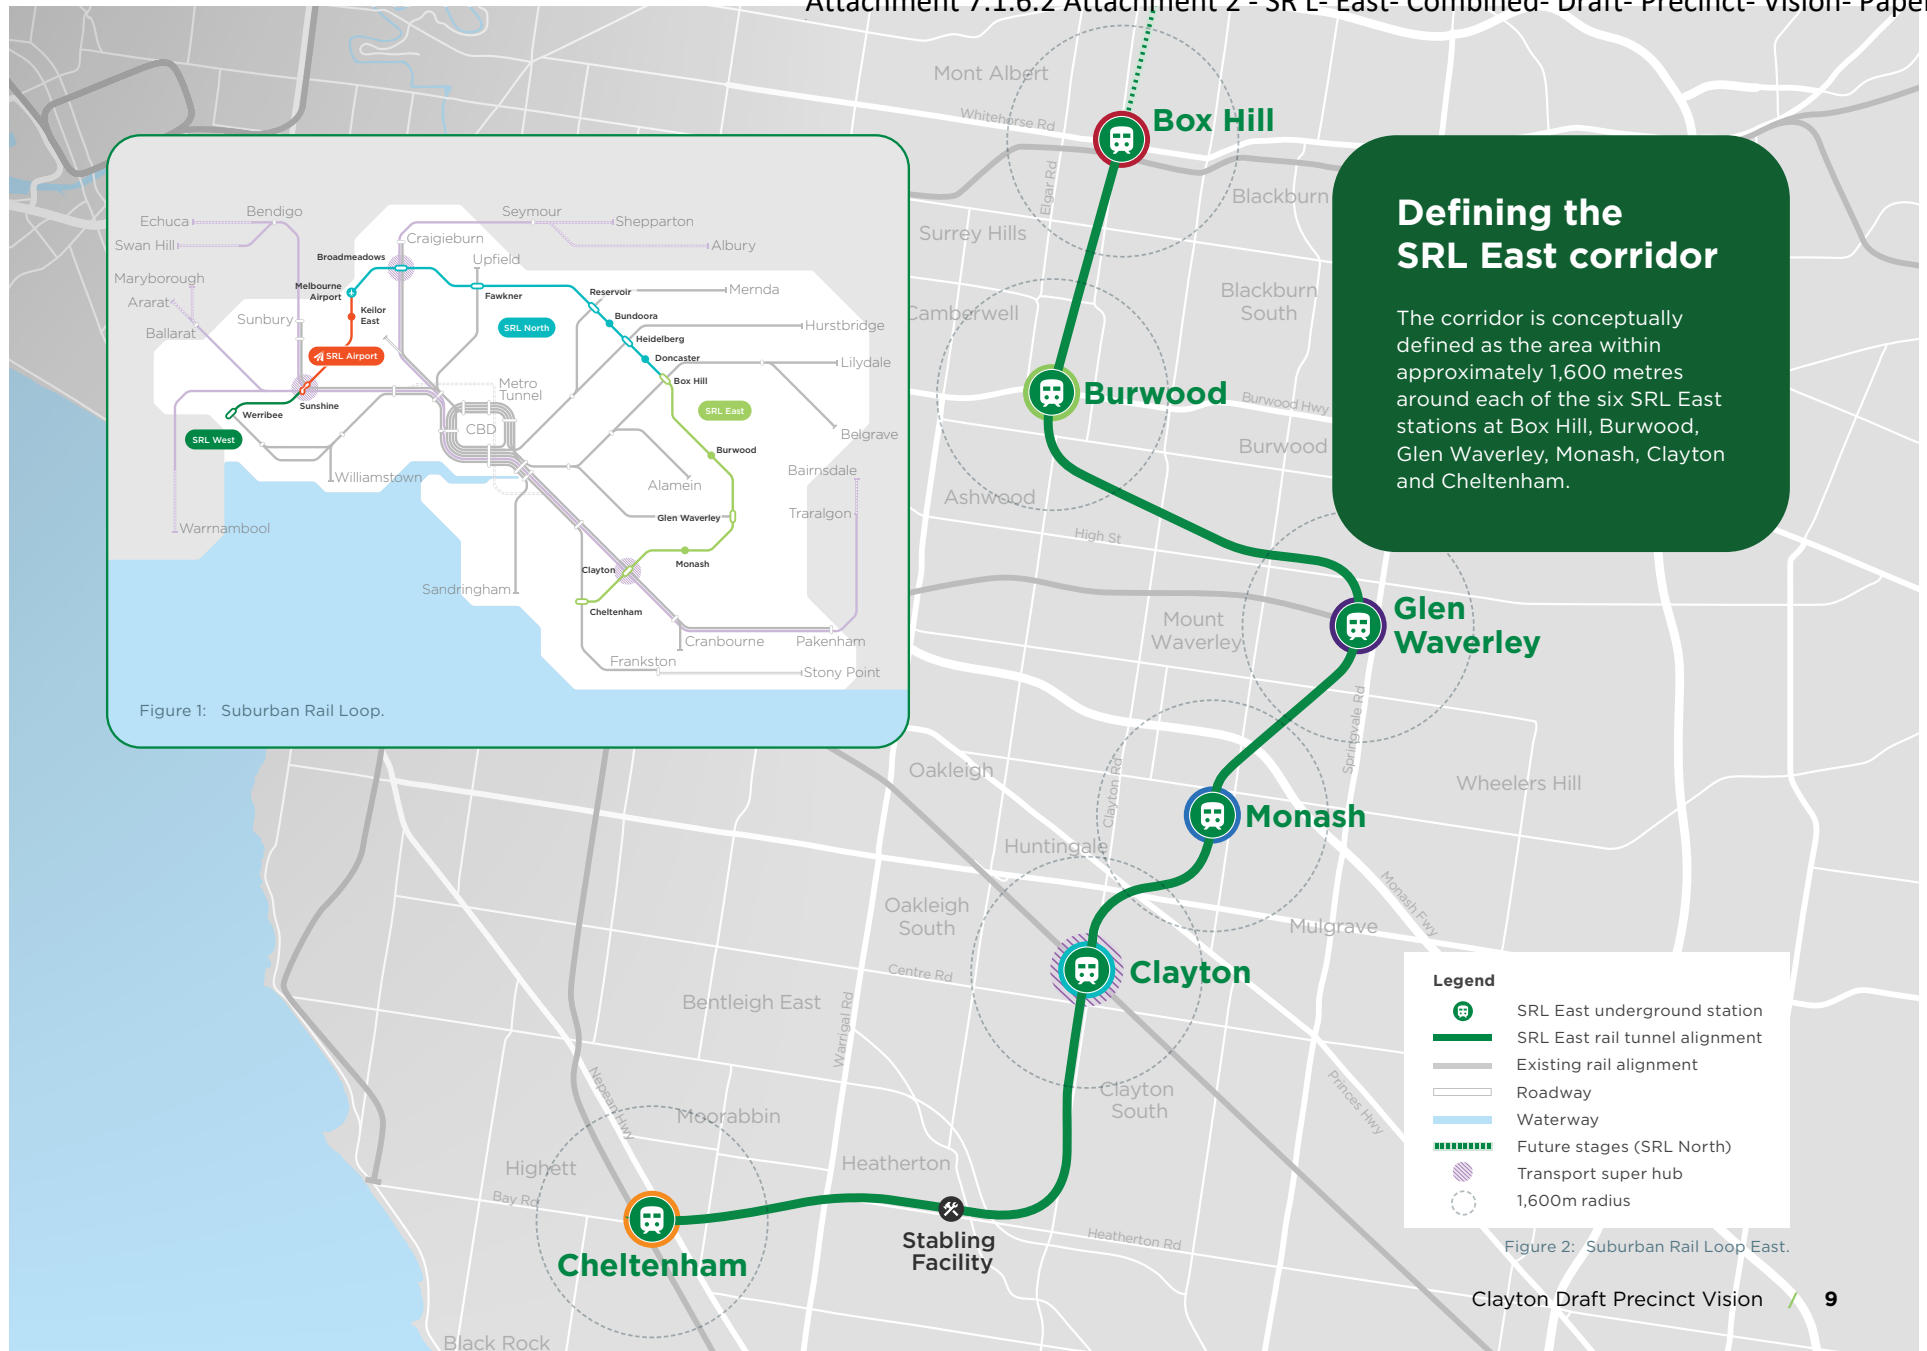 Attachment 7.1.6.2 Attachment 2 - SR L- East- Combined- Draft- Precinct- Vision- Paper
Mont Albert
Whitehorse Rd
Box Hill
Elgar Rd
Blackburn
Surrey Hills
Blackburn
South
Camberwell
Burwood
Burwood Hwy
Burwood
Ashwood
High St
Glen
Waverley
Mount
Waverley
Springvale Rd
Oakleigh
Clayton Rd
Wheelers Hill
Monash
Huntingale
Monash Fwy
Oakleigh
South
Mulgrave
Centre Rd
Clayton
Bentleigh East
Warrigal Rd
Nepean Hwy
Clayton
South
Princes Hwy
Moorabbin
Heatherton
Highett
Bay Rd
Stabling
Facility
Heatherton Rd
Cheltenham
Black Rock
Defining the
SRL East corridor
The corridor is conceptually
defined as the area within
approximately 1,600 metres
around each of the six SRL East
stations at Box Hill, Burwood,
Glen Waverley, Monash, Clayton
and Cheltenham.
Echuca
Bendigo
Swan Hill
Seymour
Shepparton
Albury
Craigieburn
Broadmeadows
Upfield
Maryborough
Ararat
Ballarat
Melbourne
Airport
Keilor
East
Sunbury
Fawkner
Reservoir
Mernda
SRL North
Bundoora
Hurstbridge
Heidelberg
SRL Airport
Doncaster
Lilydale
Metro
Tunnel
Box Hill
Sunshine
Werribee
SRL East
CBD
SRL West
Belgrave
Burwood
Williamstown
Alamein
Bairnsdale
Traralgon
Glen Waverley
Warrnambool
Monash
Clayton
Sandringham
Cheltenham
Cranbourne
Pakenham
Frankston
Stony Point
Figure 1: Suburban Rail Loop.
Legend
SRL East underground station
SRL East rail tunnel alignment
Existing rail alignment
Roadway
Waterway
Future stages (SRL North)
Transport super hub
1,600m radius
Figure 2: Suburban Rail Loop East.
Clayton Draft Precinct Vision / 9